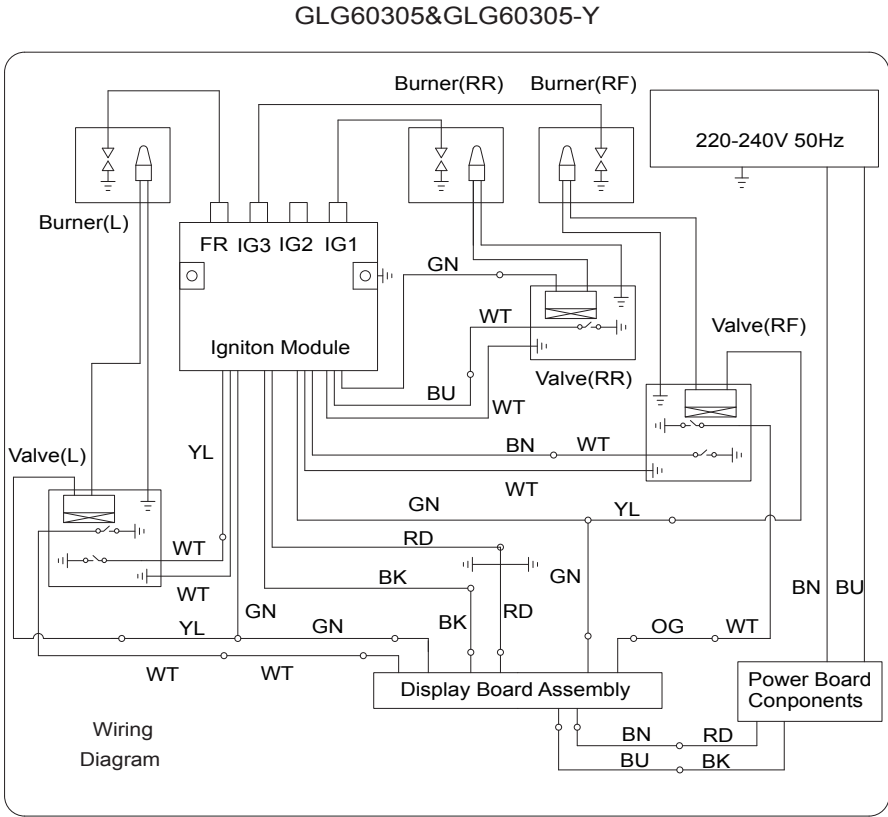 GLG60305&GLG60305-Y
Burner(RR) Burner(RF)
220-240V 50Hz
Burner(L)
FR IG3 IG2 IG1
GN
WT
Valve(RF)
Igniton Module
Valve(RR)
BU
WT
YL
BN WT
Valve(L)
WT
GN
YL
RD
WT
BK
GN
BN BU
WT
GN
BK
RD
YL
GN
OG WT
WT
WT
Display Board Assembly
Power Board
Conponents
Wiring
Diagram
BN RD
BU BK